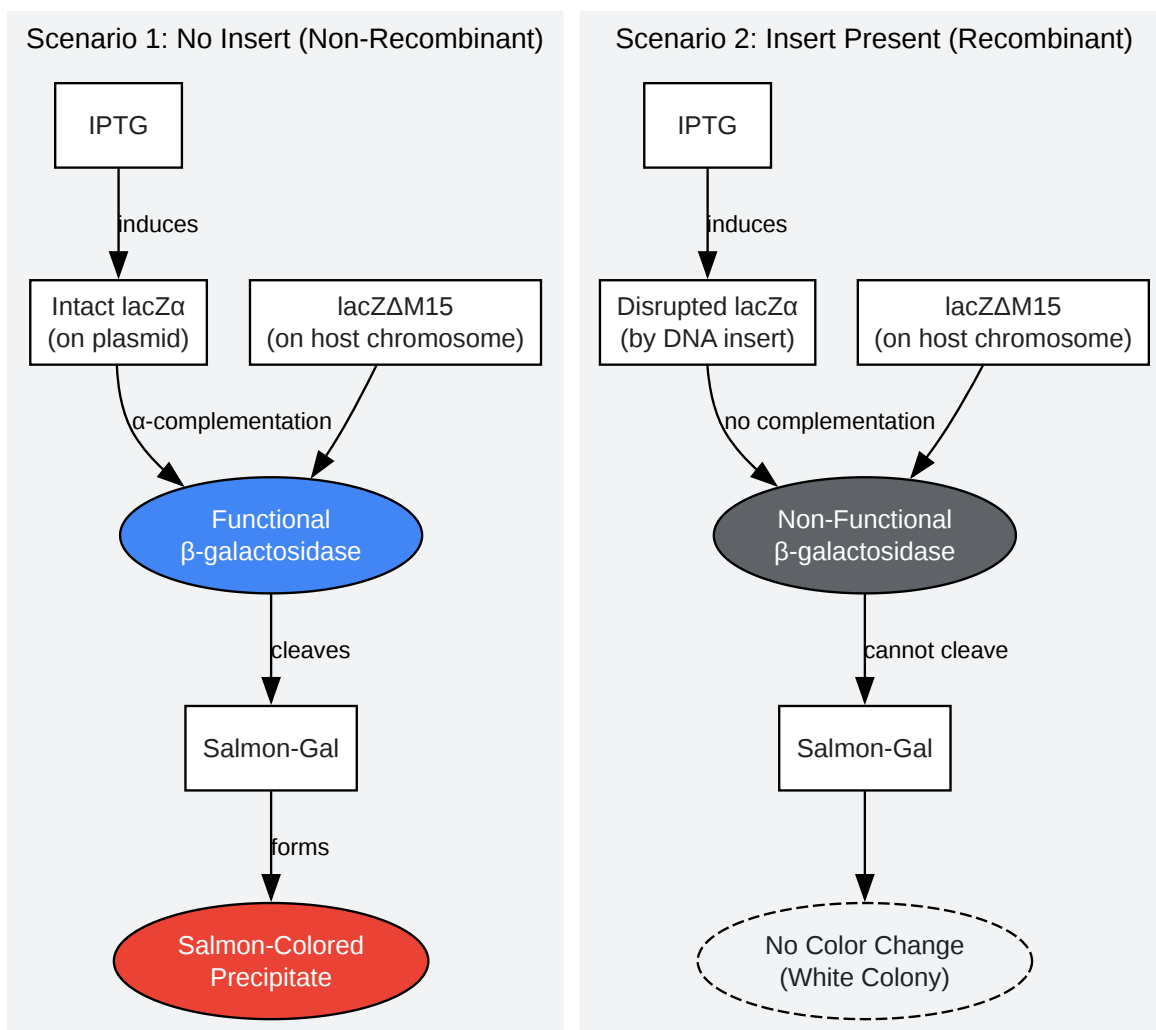 Scenario 1: No Insert (Non-Recombinant)
IPTG
induces
Intact lacZα
(on plasmid)
lacZΔM15
(on host chromosome)
α-complementation
Functional
β-galactosidase
cleaves
Salmon-Gal
forms
Salmon-Colored
Precipitate
Scenario 2: Insert Present (Recombinant)
IPTG
induces
Disrupted lacZα
(by DNA insert)
lacZΔM15
(on host chromosome)
no complementation
Non-Functional
β-galactosidase
cannot cleave
Salmon-Gal
No Color Change
(White Colony)